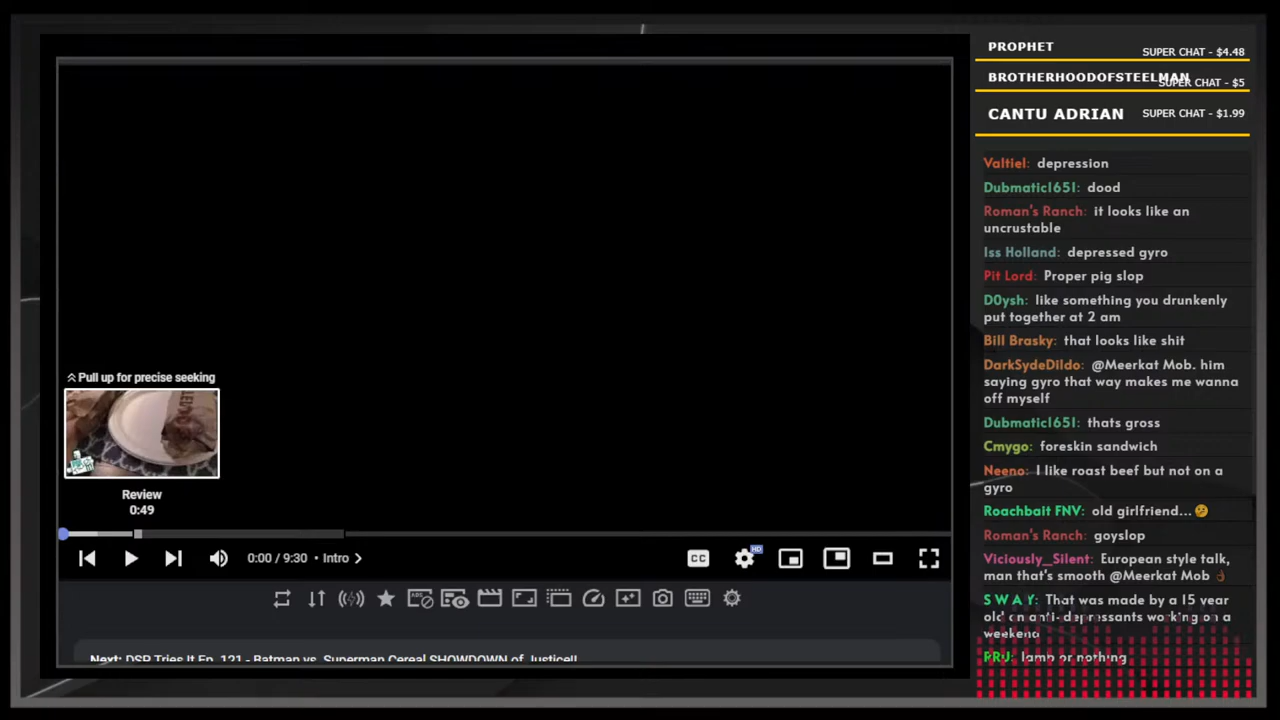 Pull up for precise seeking
Review
0:49
0:00 / 9:30 • Intro
CC
HD
Next: DSP Tries It Ep. 121 - Batman vs. Superman Cereal SHOWDOWN of Justice!!
PROPHET
SUPER CHAT - $4.48
BROTHERHOODOFSTEELMAN
SUPER CHAT - $5
CANTU ADRIAN
SUPER CHAT - $1.99
Valtiel: depression
Dubmatic1651: dood
Roman's Ranch: it looks like an
uncrustable
Iss Holland: depressed gyro
Pit Lord: Proper pig slop
D0ysh: like something you drunkenly
put together at 2 am
Bill Brasky: that looks like shit
DarkSydeDildo: @Meerkat Mob. him
saying gyro that way makes me wanna
off myself
Dubmatic1651: thats gross
Cmygo: foreskin sandwich
Neeno: I like roast beef but not on a
gyro
Roachbait FNV: old girlfriend...🤔
Roman's Ranch: goyslop
Viciously_Silent: European style talk,
man that's smooth @Meerkat Mob 👌🏾
S W A Y: That was made by a 15 year
old on anti-depressants working on a
weekend
lamb or nothing